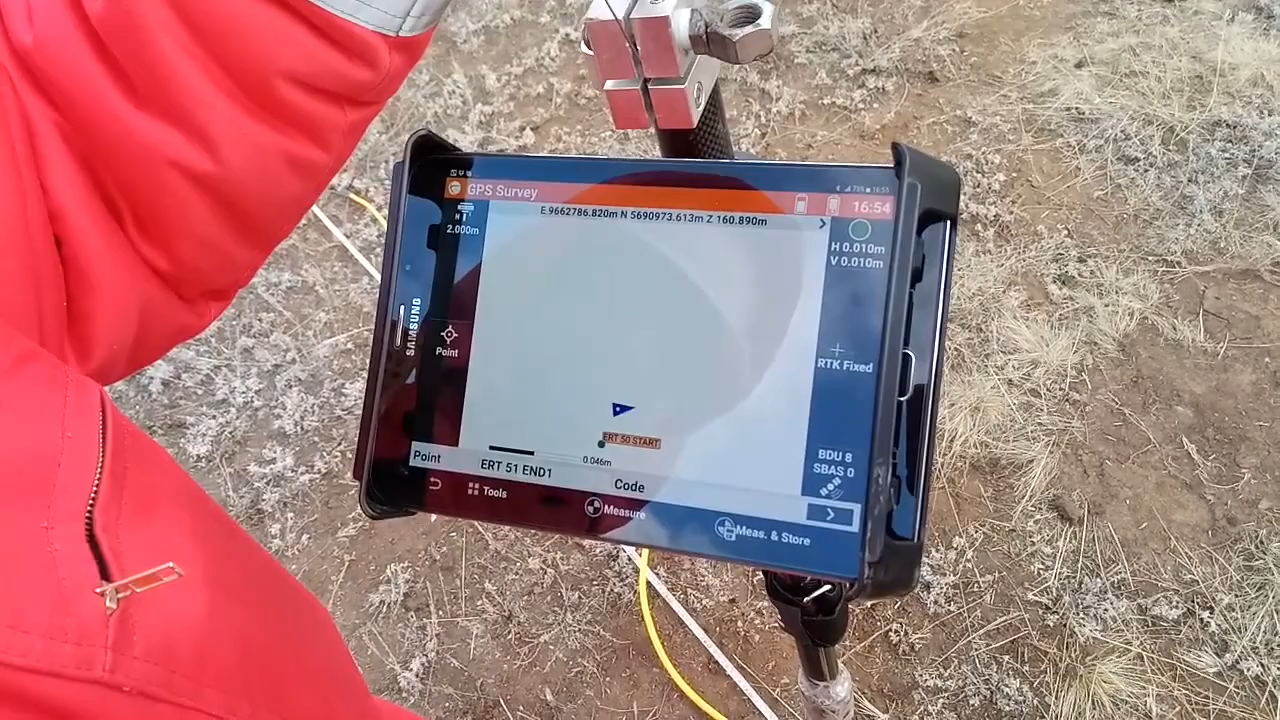 GPS Survey
16:54
E 9662786.820m N 5690973.613m Z 160.890m
2.000m
H 0.010m
V 0.010m
SAMSUNG
Point
RTK Fixed
ERT 50 START
0.046m
BDU 8
SBAS 0
Point
ERT 51 END1
Code
Tools
Measure
Meas. & Store